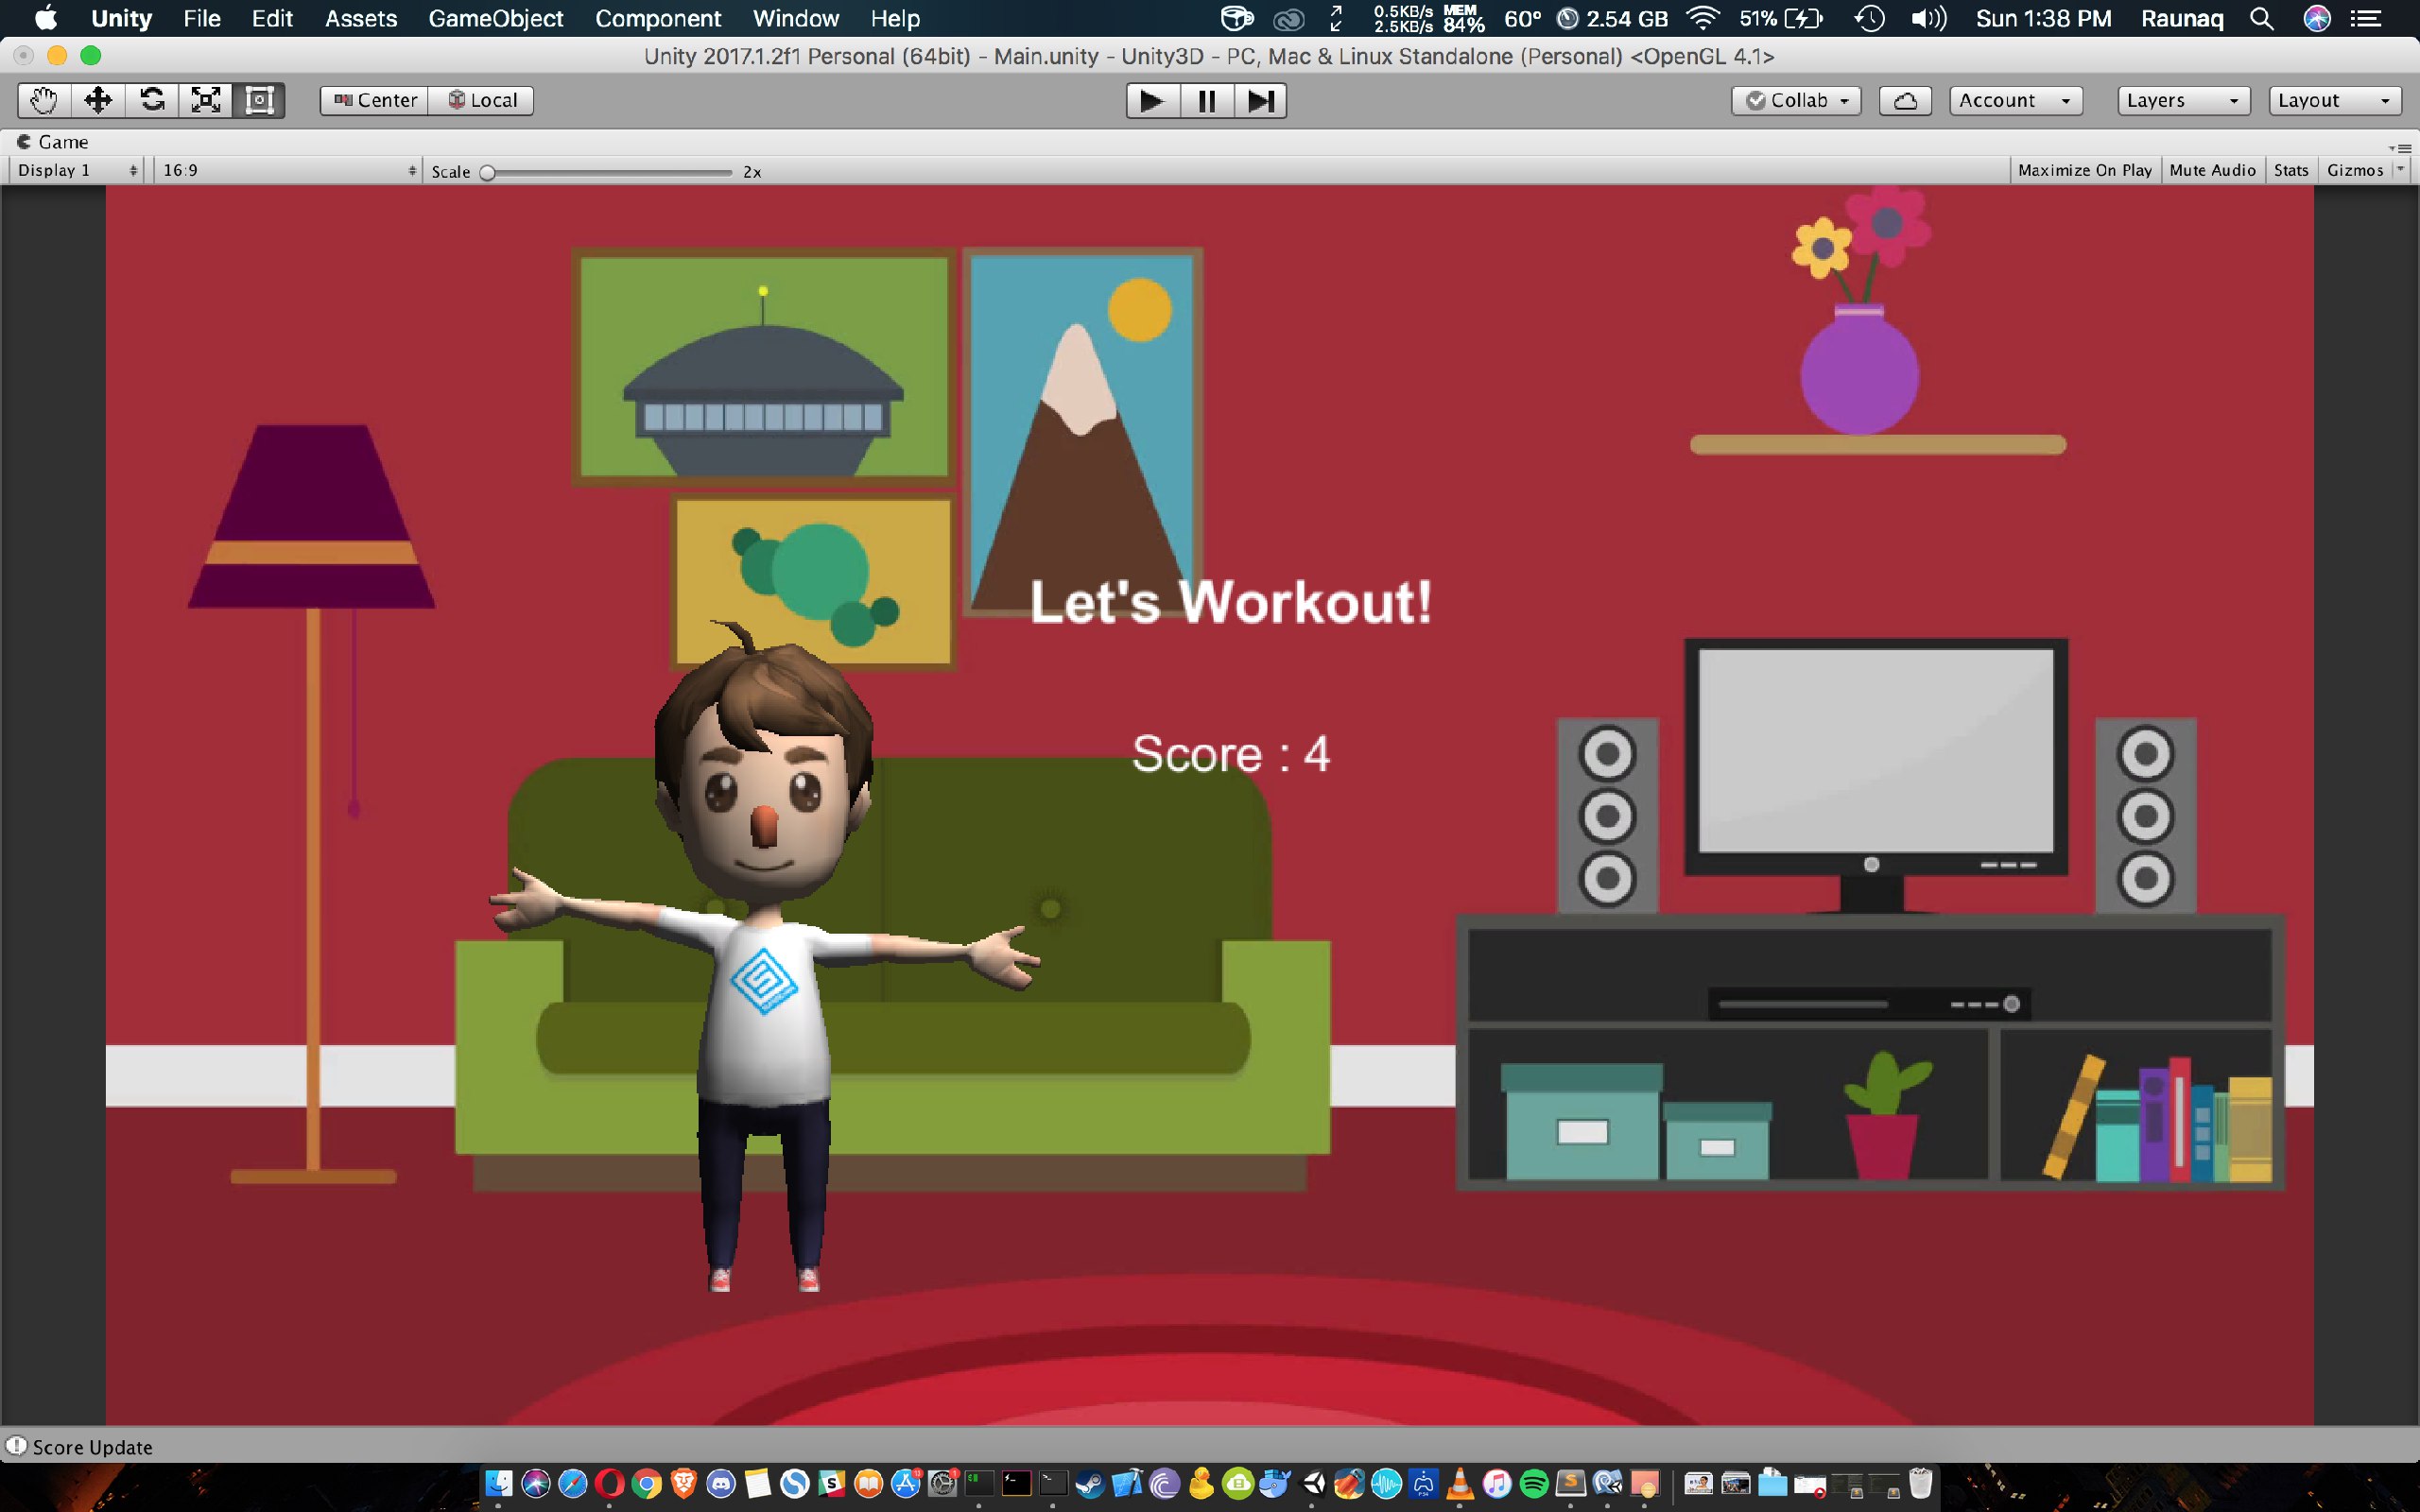 Unity File Edit Assets GameObject Component Window Help 0.5KB/s 2.5KB/s MEM 84% 60° 2.54 GB 51% Sun 1:38 PM Raunaq
Unity 2017.1.2f1 Personal (64bit) - Main.unity - Unity3D - PC, Mac & Linux Standalone (Personal) <OpenGL 4.1>
Center Local Collab Account Layers Layout
Game
Display 1 16:9 Scale 2x Maximize On Play Mute Audio Stats Gizmos
Let's Workout!
Score : 4
Score Update